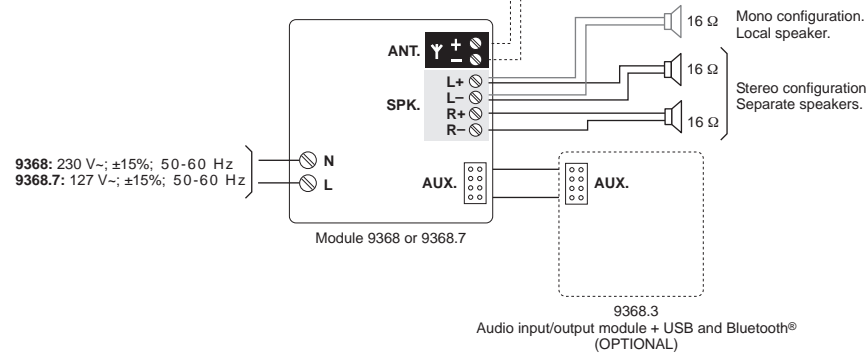 16 Ω
Mono configuration.
Local speaker.
ANT.
+
−
L+
L−
R+
R−
SPK.
16 Ω
Stereo configuration
Separate speakers.
16 Ω
9368: 230 V~; ±15%; 50-60 Hz
9368.7: 127 V~; ±15%; 50-60 Hz
N
L
AUX.
AUX.
Module 9368 or 9368.7
9368.3
Audio input/output module + USB and Bluetooth®
(OPTIONAL)